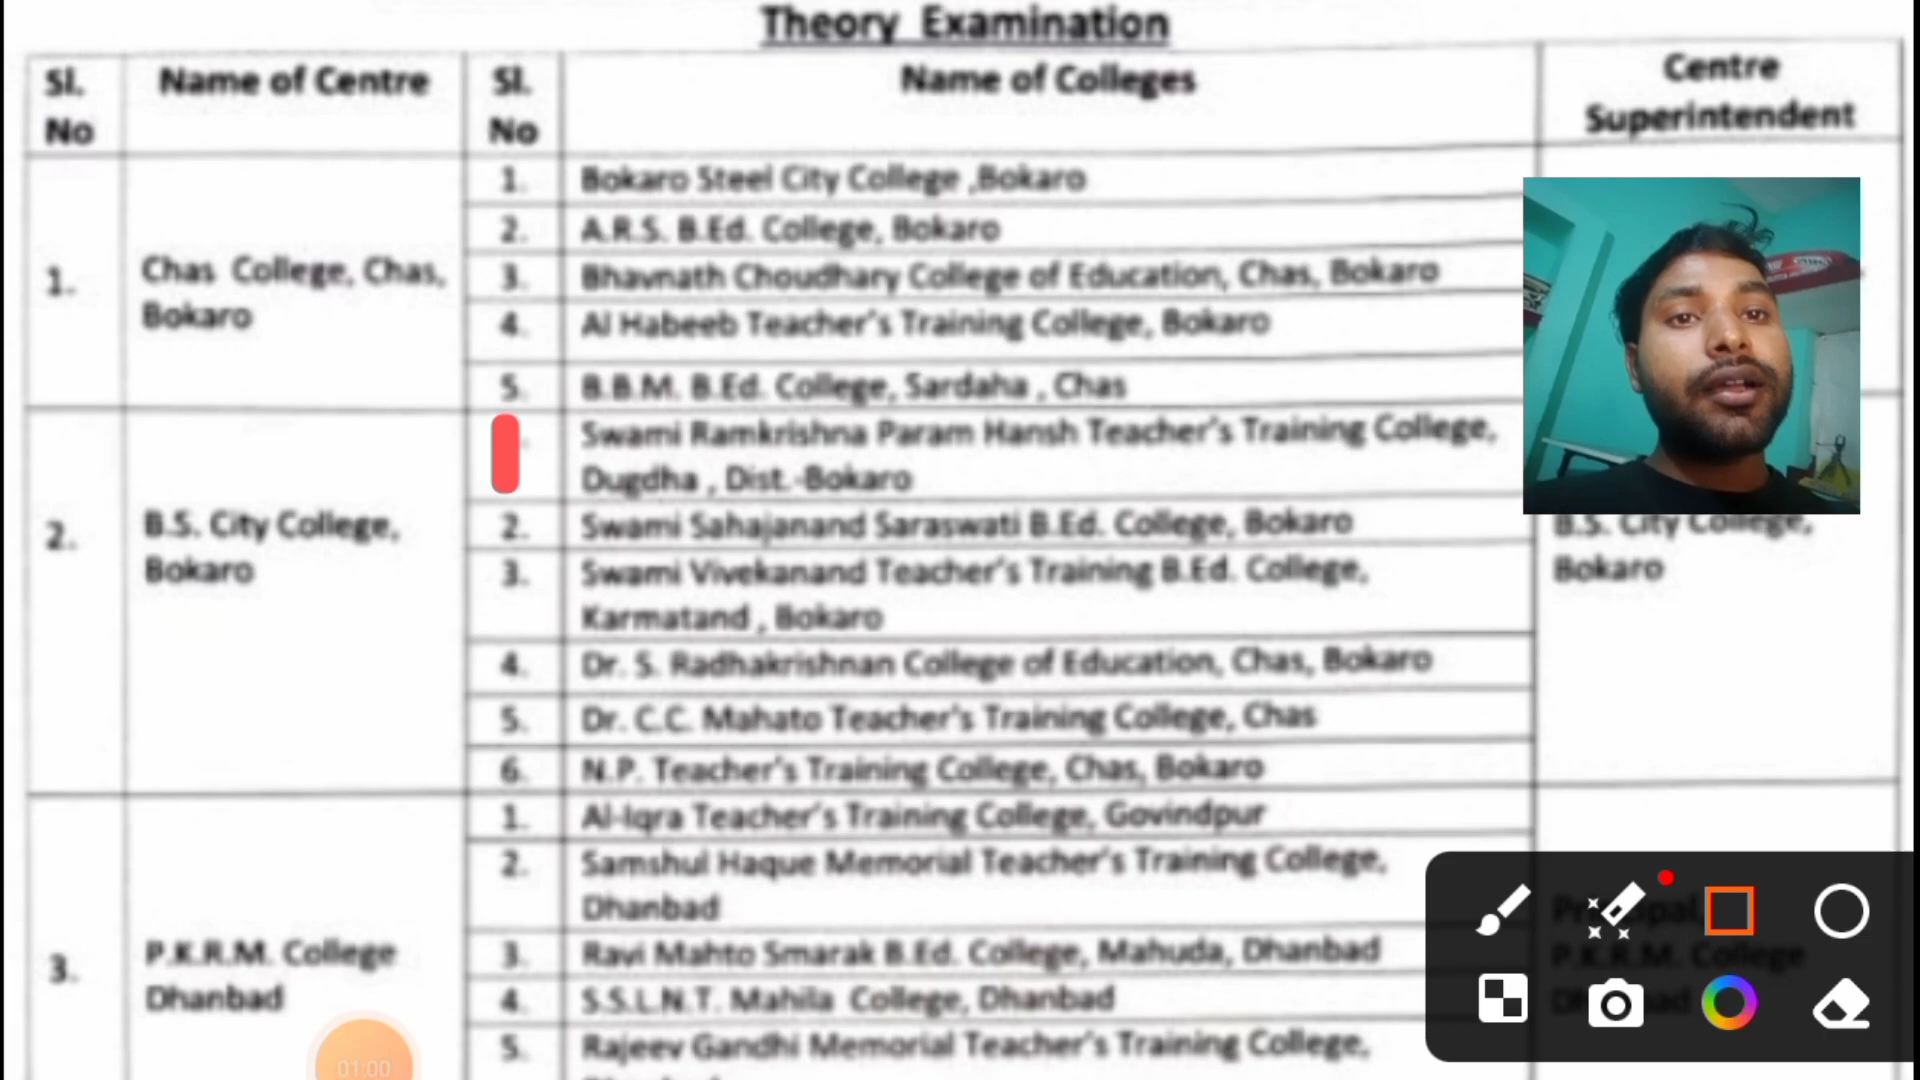 Theory Examination
Sl. No
Name of Centre
Sl. No
Name of Colleges
Centre Superintendent
1.
Chas College, Chas,
Bokaro
1. Bokaro Steel City College ,Bokaro
2. A.R.S. B.Ed. College, Bokaro
3. Bhavnath Choudhary College of Education, Chas, Bokaro
4. Al Habeeb Teacher's Training College, Bokaro
5. B.B.M. B.Ed. College, Sardaha , Chas
2.
B.S. City College,
Bokaro
Swami Ramkrishna Param Hansh Teacher's Training College,
Dugdha , Dist.-Bokaro
2. Swami Sahajanand Saraswati B.Ed. College, Bokaro
3. Swami Vivekanand Teacher's Training B.Ed. College,
Karmatand , Bokaro
4. Dr. S. Radhakrishnan College of Education, Chas, Bokaro
5. Dr. C.C. Mahato Teacher's Training College, Chas
6. N.P. Teacher's Training College, Chas, Bokaro
B.S. City College,
Bokaro
3.
P.K.R.M. College
Dhanbad
1. Al-Iqra Teacher's Training College, Govindpur
2. Samshul Haque Memorial Teacher's Training College,
Dhanbad
3. Ravi Mahto Smarak B.Ed. College, Mahuda, Dhanbad
4. S.S.L.N.T. Mahila College, Dhanbad
5. Rajeev Gandhi Memorial Teacher's Training College,
P.K.R.M. College
01:00